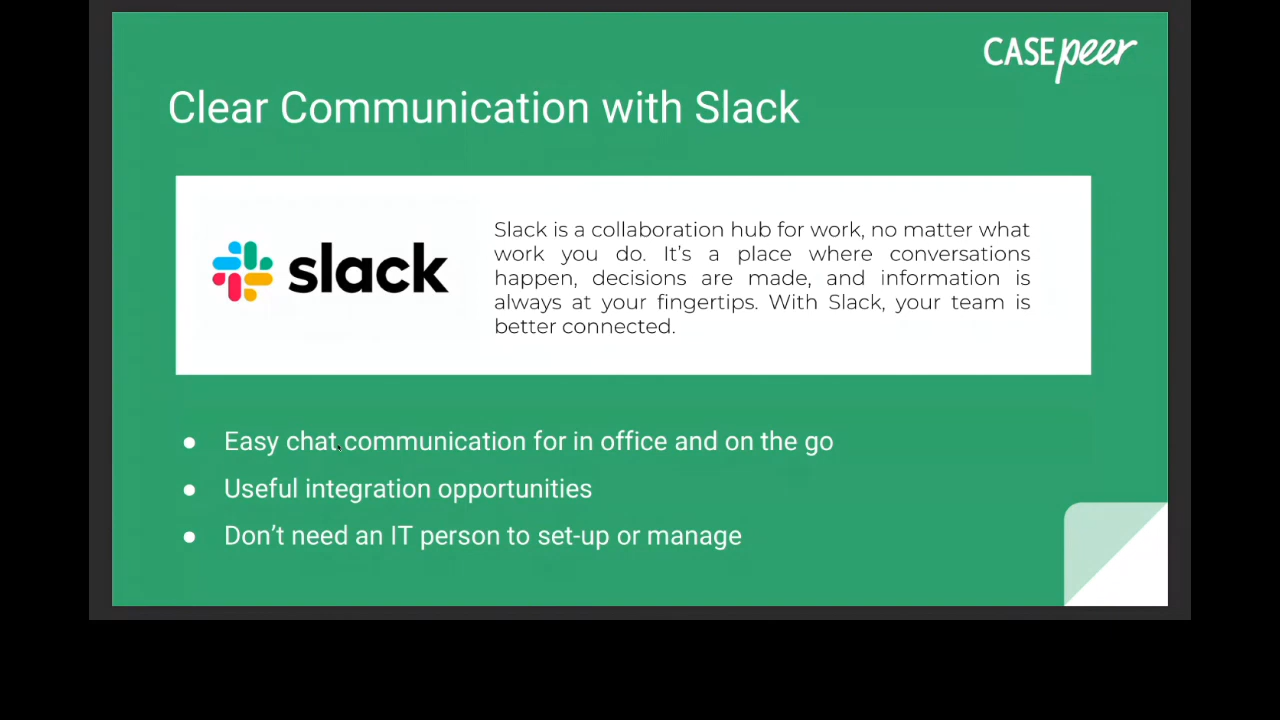 CASEpeer
Clear Communication with Slack
slack
Slack is a collaboration hub for work, no matter what
work you do. It's a place where conversations
happen, decisions are made, and information is
always at your fingertips. With Slack, your team is
better connected.
● Easy chat communication for in office and on the go
● Useful integration opportunities
● Don't need an IT person to set-up or manage